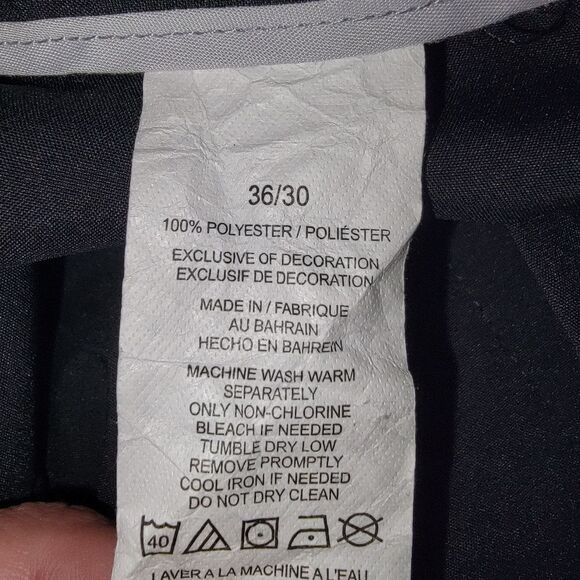 36/30
100% POLYESTER / POLIÉSTER
EXCLUSIVE OF DECORATION
EXCLUSIF DE DECORATION
MADE IN / FABRIQUE
AU BAHRAIN
HECHO EN BAHREIN
MACHINE WASH WARM
SEPARATELY
ONLY NON-CHLORINE
BLEACH IF NEEDED
TUMBLE DRY LOW
REMOVE PROMPTLY
COOL IRON IF NEEDED
DO NOT DRY CLEAN
40
LAVER A LA MACHINE A L'EAU